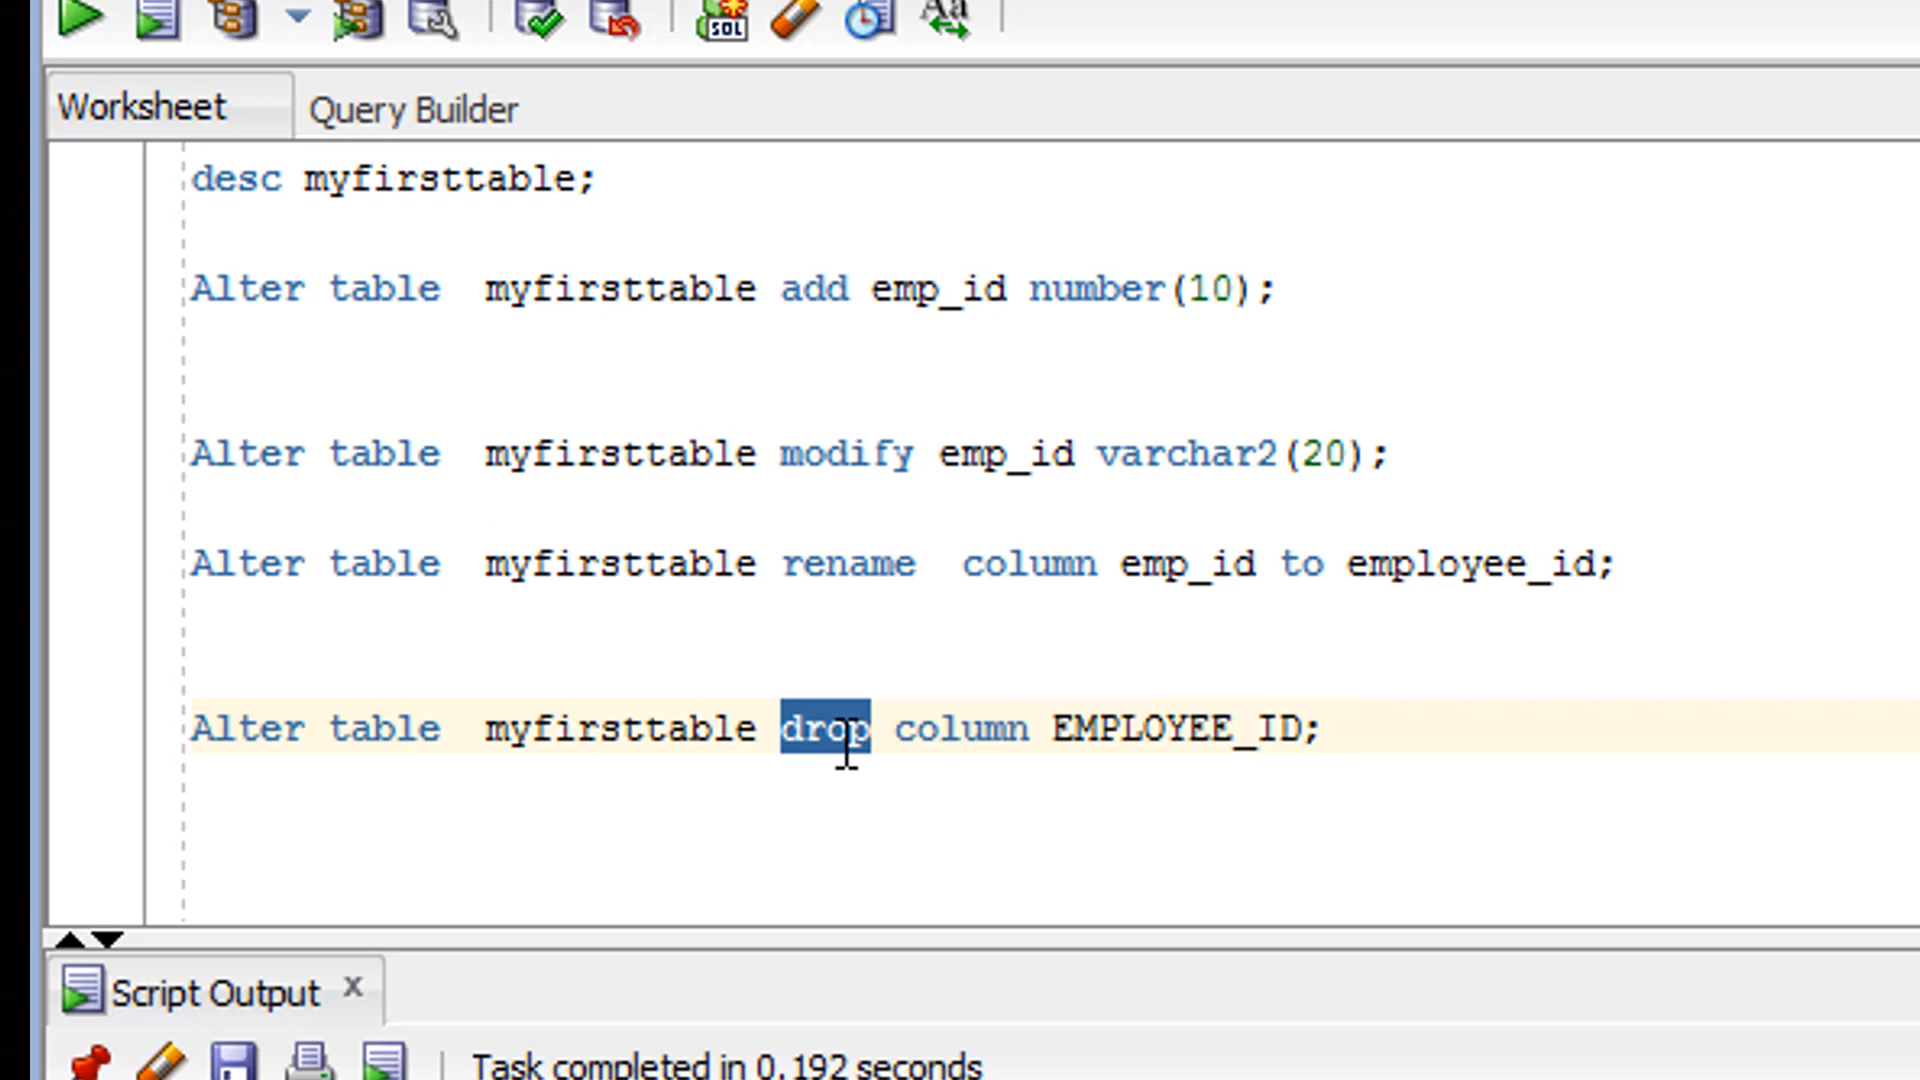 SQL
Aa
Worksheet Query Builder
desc myfirsttable;
Alter table  myfirsttable add emp_id number(10);
Alter table  myfirsttable modify emp_id varchar2(20);
Alter table  myfirsttable rename  column emp_id to employee_id;
Alter table  myfirsttable drop column EMPLOYEE_ID;
Script Output x
Task completed in 0.192 seconds